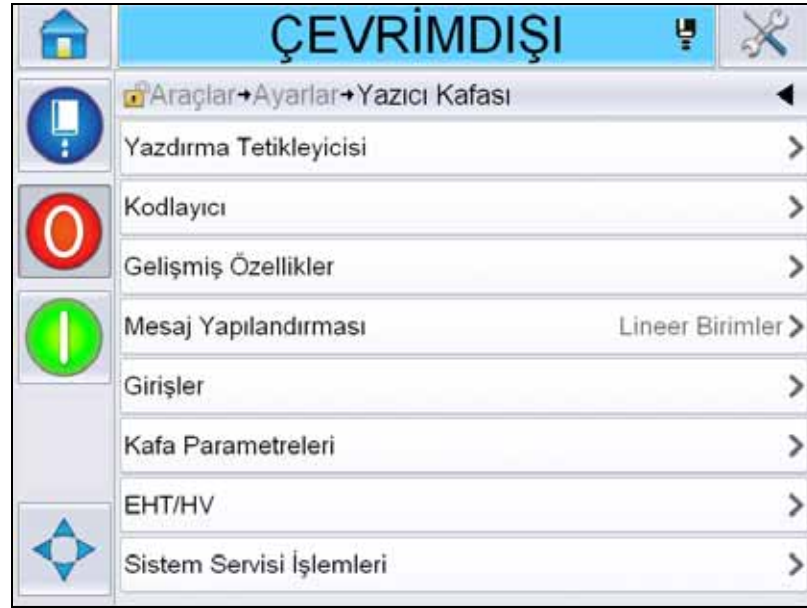 ÇEVRİMDIŞI
Araçlar→Ayarlar→Yazıcı Kafası
Yazdırma Tetikleyicisi
Kodlayıcı
Gelişmiş Özellikler
Mesaj Yapılandırması Lineer Birimler
Girişler
Kafa Parametreleri
EHT/HV
Sistem Servisi İşlemleri